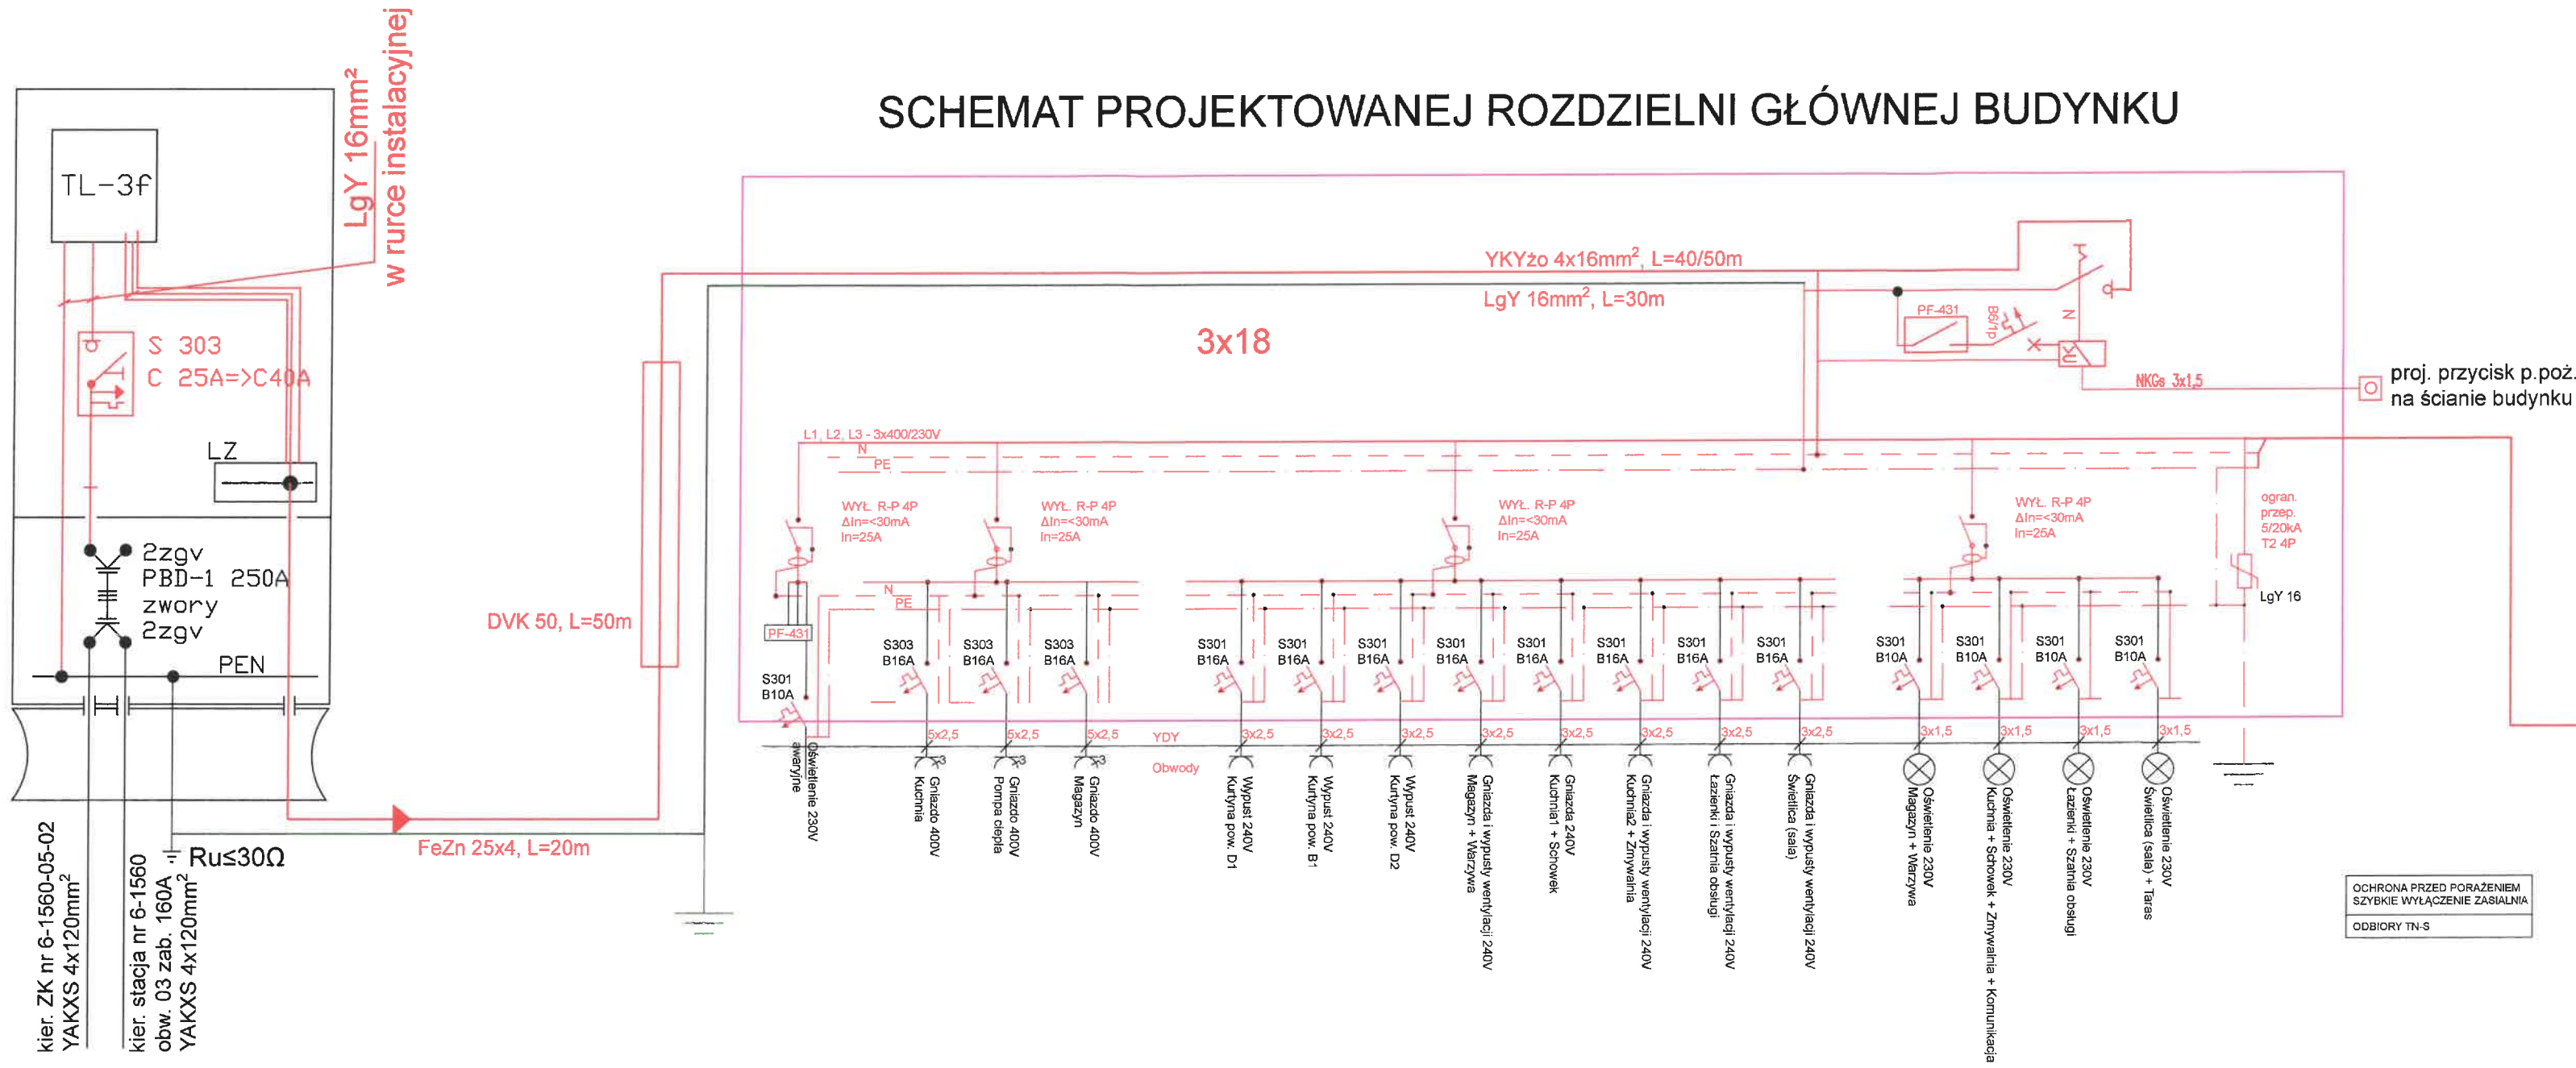 SCHEMAT PROJEKTOWANEJ ROZDZIELNI GŁÓWNEJ BUDYNKU
TL-3f
LgY 16mm²
w rurce instalacyjnej
S 303
C 25A=>C40A
LZ
2zgv
PBD-1 250A
zwory
2zgv
PEN
kier. ZK nr 6-1560-05-02
YAKXS 4x120mm²
kier. stacja nr 6-1560
obw. 03 zab. 160A
YAKXS 4x120mm²
Ru≤30Ω
FeZn 25x4, L=20m
DVK 50, L=50m
YKYżo 4x16mm², L=40/50m
LgY 16mm², L=30m
3x18
PF-431
B6/1p
N
NKGs 3x1,5
proj. przycisk p.poż.
na ścianie budynku
L1, L2, L3 - 3x400/230V
N
PE
WYŁ. R-P 4P
ΔIn=<30mA
In=25A
WYŁ. R-P 4P
ΔIn=<30mA
In=25A
WYŁ. R-P 4P
ΔIn=<30mA
In=25A
WYŁ. R-P 4P
ΔIn=<30mA
In=25A
ogran.
przep.
5/20kA
T2 4P
LgY 16
N
PE
PF-431
S301
B10A
S303
B16A
S303
B16A
S303
B16A
S301
B16A
S301
B16A
S301
B16A
S301
B16A
S301
B16A
S301
B16A
S301
B16A
S301
B16A
S301
B10A
S301
B10A
S301
B10A
S301
B10A
5x2,5
5x2,5
5x2,5
YDY
3x2,5
3x2,5
3x2,5
3x2,5
3x2,5
3x2,5
3x2,5
3x2,5
3x1,5
3x1,5
3x1,5
3x1,5
Obwody
3
3
3
Oświetlenie 230V
awaryjne
Gniazdo 400V
Kuchnia
Gniazdo 400V
Pompa ciepła
Gniazdo 400V
Magazyn
Wypust 240V
Kurtyna pow. D1
Wypust 240V
Kurtyna pow. B1
Wypust 240V
Kurtyna pow. D2
Gniazda i wypusty wentylacji 240V
Magazyn + Warzywa
Gniazda 240V
Kuchnia1 + Schowek
Gniazda i wypusty wentylacji 240V
Kuchnia2 + Zmywalnia
Gniazda i wypusty wentylacji 240V
Łazienki i Szatnia obsługi
Gniazda i wypusty wentylacji 240V
Świetlica (sala)
Oświetlenie 230V
Magazyn + Warzywa
Oświetlenie 230V
Kuchnia + Schowek + Zmywalnia + Komunikacja
Oświetlenie 230V
Łazienki + Szatnia obsługi
Oświetlenie 230V
Świetlica (sala) + Taras
OCHRONA PRZED PORAŻENIEM
SZYBKIE WYŁĄCZENIE ZASIALNIA
ODBIORY TN-S